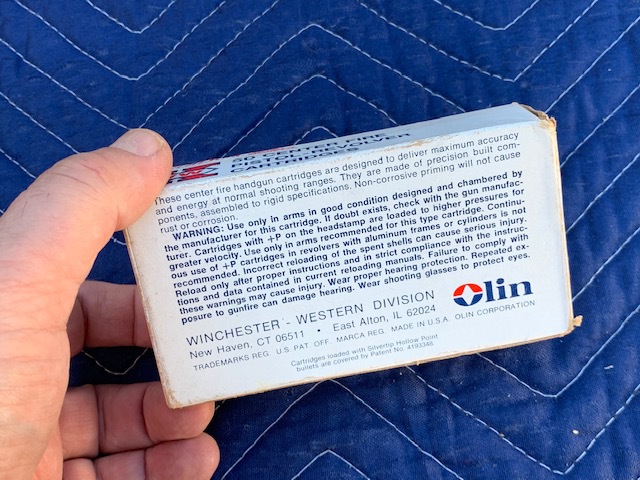 50 CENTER FIRE
PISTOL/REVOLVER
These center fire handgun cartridges are designed to deliver maximum accuracy
and energy at normal shooting ranges. They are made of precision built com-
ponents, assembled to rigid specifications. Non-corrosive priming will not cause
rust or corrosion.
WARNING: Use only in arms in good condition designed and chambered by
the manufacturer for this cartridge. If doubt exists, check with the gun manufac-
turer. Cartridges with +P on the headstamp are loaded to higher pressures for
greater velocity. Use only in arms recommended for this type cartridge. Continu-
ous use of +P cartridges in revolvers with aluminum frames or cylinders is not
recommended. Incorrect reloading of the spent shells can cause serious injury.
Reload only after proper instructions and in strict compliance with the instruc-
tions and data contained in current reloading manuals. Failure to comply with
these warnings may cause injury. Wear proper hearing protection. Repeated ex-
posure to gunfire can damage hearing. Wear shooting glasses to protect eyes.
WINCHESTER - WESTERN DIVISION
New Haven, CT 06511 • East Alton, IL 62024
Olin
TRADEMARKS REG. U.S. PAT. OFF. MARCA REG. MADE IN U.S.A. OLIN CORPORATION
Cartridges loaded with Silvertip Hollow Point
bullets are covered by Patent No. 4193348.